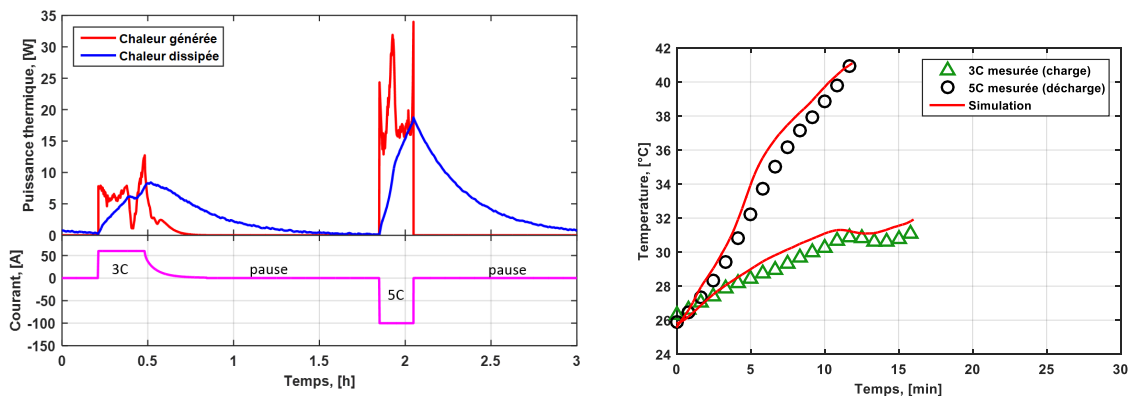 35
30
25
20
15
10
5
0
Puissance thermique, [W]
Chaleur générée
Chaleur dissipée
50
0
-50
-100
-150
Courant, [A]
3C
pause
5C
pause
0
0.5
1
1.5
2
2.5
3
Temps, [h]
42
40
38
36
34
32
30
28
26
24
Temperature, [°C]
3C mesurée (charge)
5C mesurée (décharge)
Simulation
0
5
10
15
20
25
30
Temps, [min]